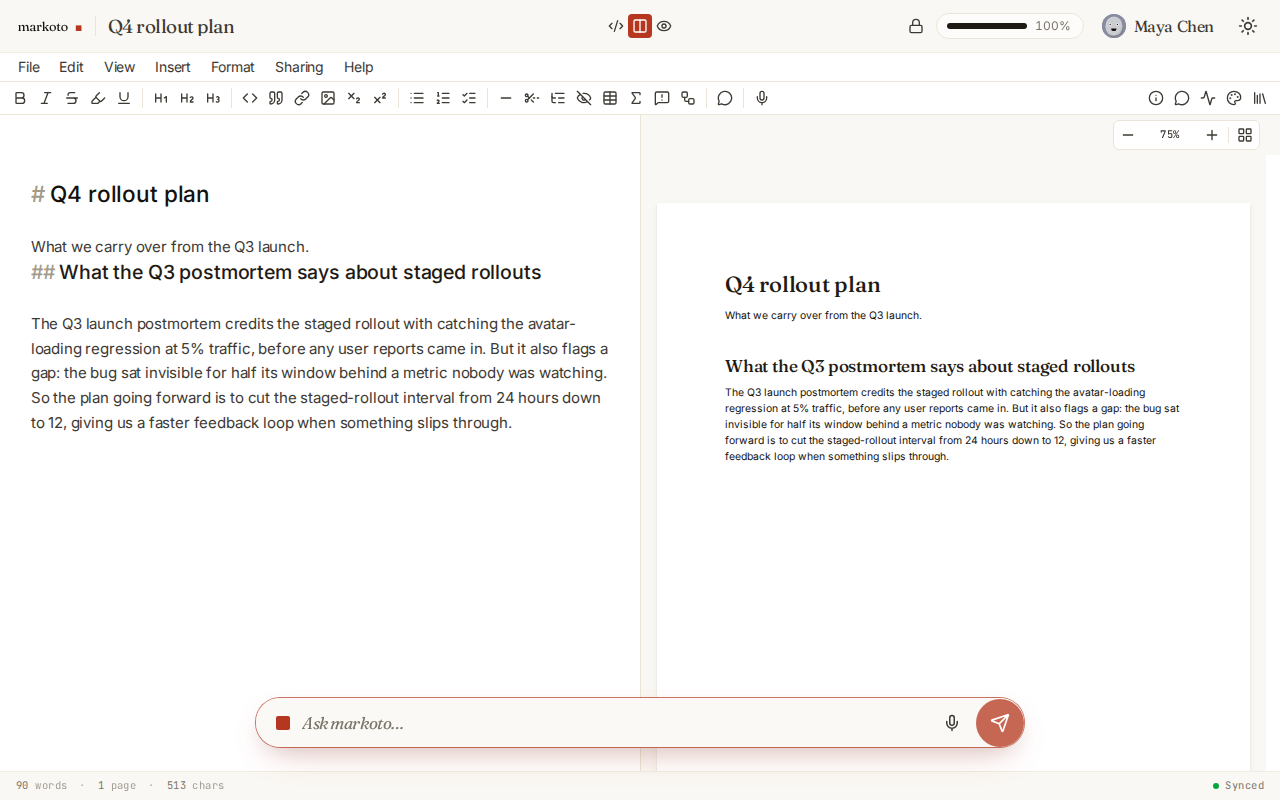 markoto
Q4 rollout plan
100%
Maya Chen
File Edit View Insert Format Sharing Help
H1 H2 H3
75%
# Q4 rollout plan
What we carry over from the Q3 launch.
## What the Q3 postmortem says about staged rollouts
The Q3 launch postmortem credits the staged rollout with catching the avatar-
loading regression at 5% traffic, before any user reports came in. But it also flags a
gap: the bug sat invisible for half its window behind a metric nobody was watching.
So the plan going forward is to cut the staged-rollout interval from 24 hours down
to 12, giving us a faster feedback loop when something slips through.
Q4 rollout plan
What we carry over from the Q3 launch.
What the Q3 postmortem says about staged rollouts
The Q3 launch postmortem credits the staged rollout with catching the avatar-loading
regression at 5% traffic, before any user reports came in. But it also flags a gap: the bug sat
invisible for half its window behind a metric nobody was watching. So the plan going
forward is to cut the staged-rollout interval from 24 hours down to 12, giving us a faster
feedback loop when something slips through.
Ask markoto...
90 words · 1 page · 513 chars
Synced